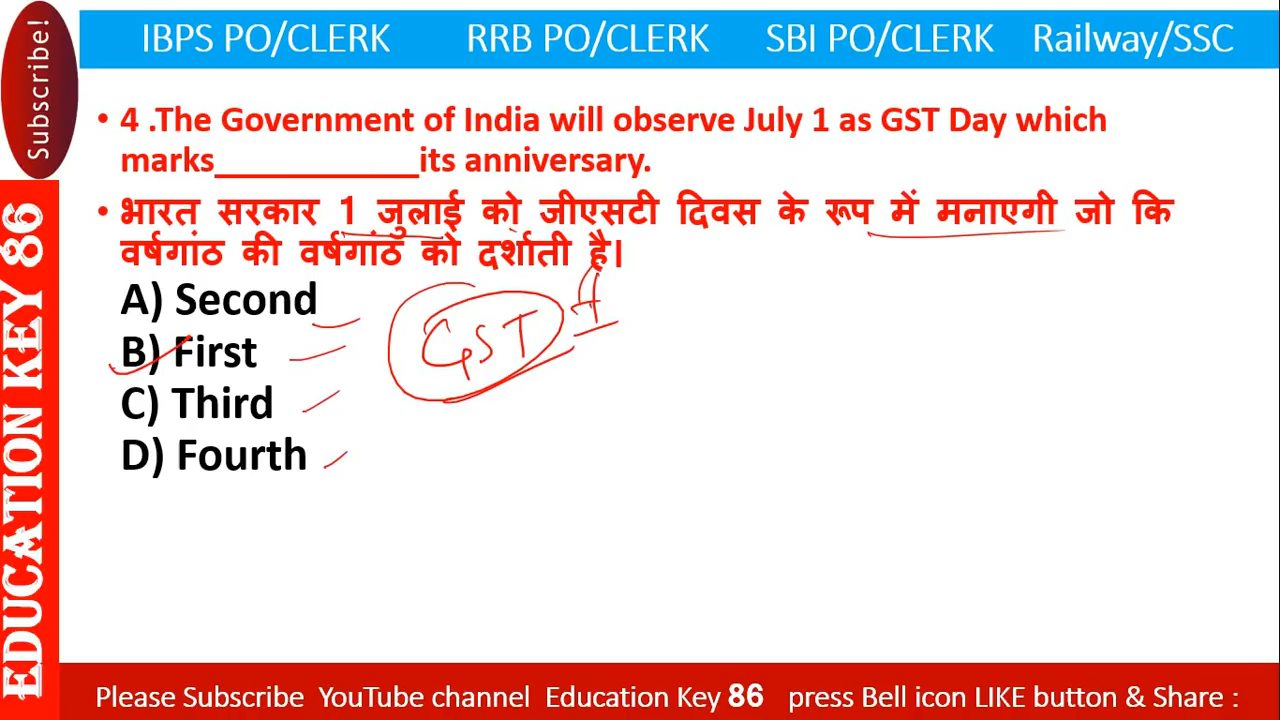 Subscribe!
IBPS PO/CLERK RRB PO/CLERK SBI PO/CLERK Railway/SSC
• 4 .The Government of India will observe July 1 as GST Day which
marks__________its anniversary.
• भारत सरकार 1 जुलाई को जीएसटी दिवस के रूप में मनाएगी जो कि
वर्षगांठ की वर्षगांठ को दर्शाती है।
A) Second
B) First
C) Third
D) Fourth
GST
EDUCATION KEY 86
Please Subscribe YouTube channel Education Key 86 press Bell icon LIKE button & Share :